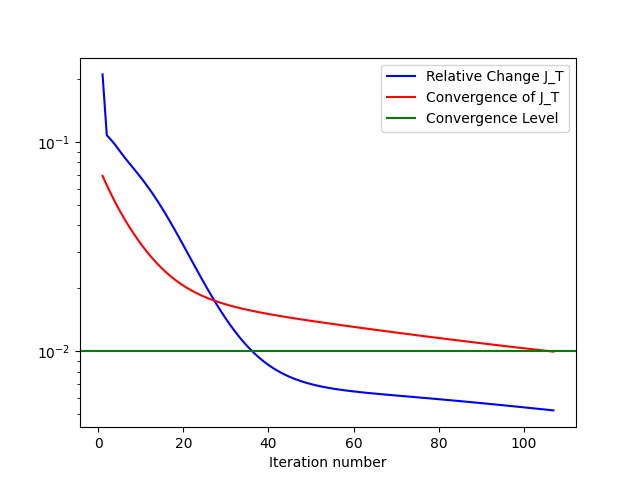 Relative Change J_T
Convergence of J_T
Convergence Level
10⁻¹
10⁻²
0 20 40 60 80 100
Iteration number